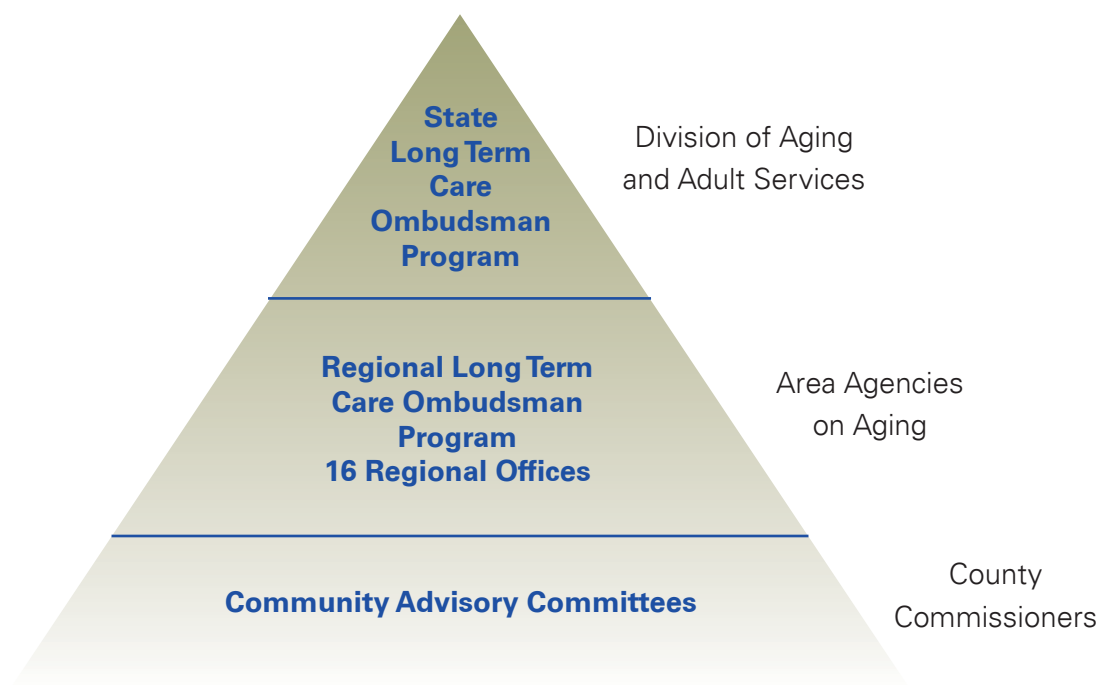 State
Long Term
Care
Ombudsman
Program
Division of Aging
and Adult Services
Regional Long Term
Care Ombudsman
Program
16 Regional Offices
Area Agencies
on Aging
Community Advisory Committees
County
Commissioners